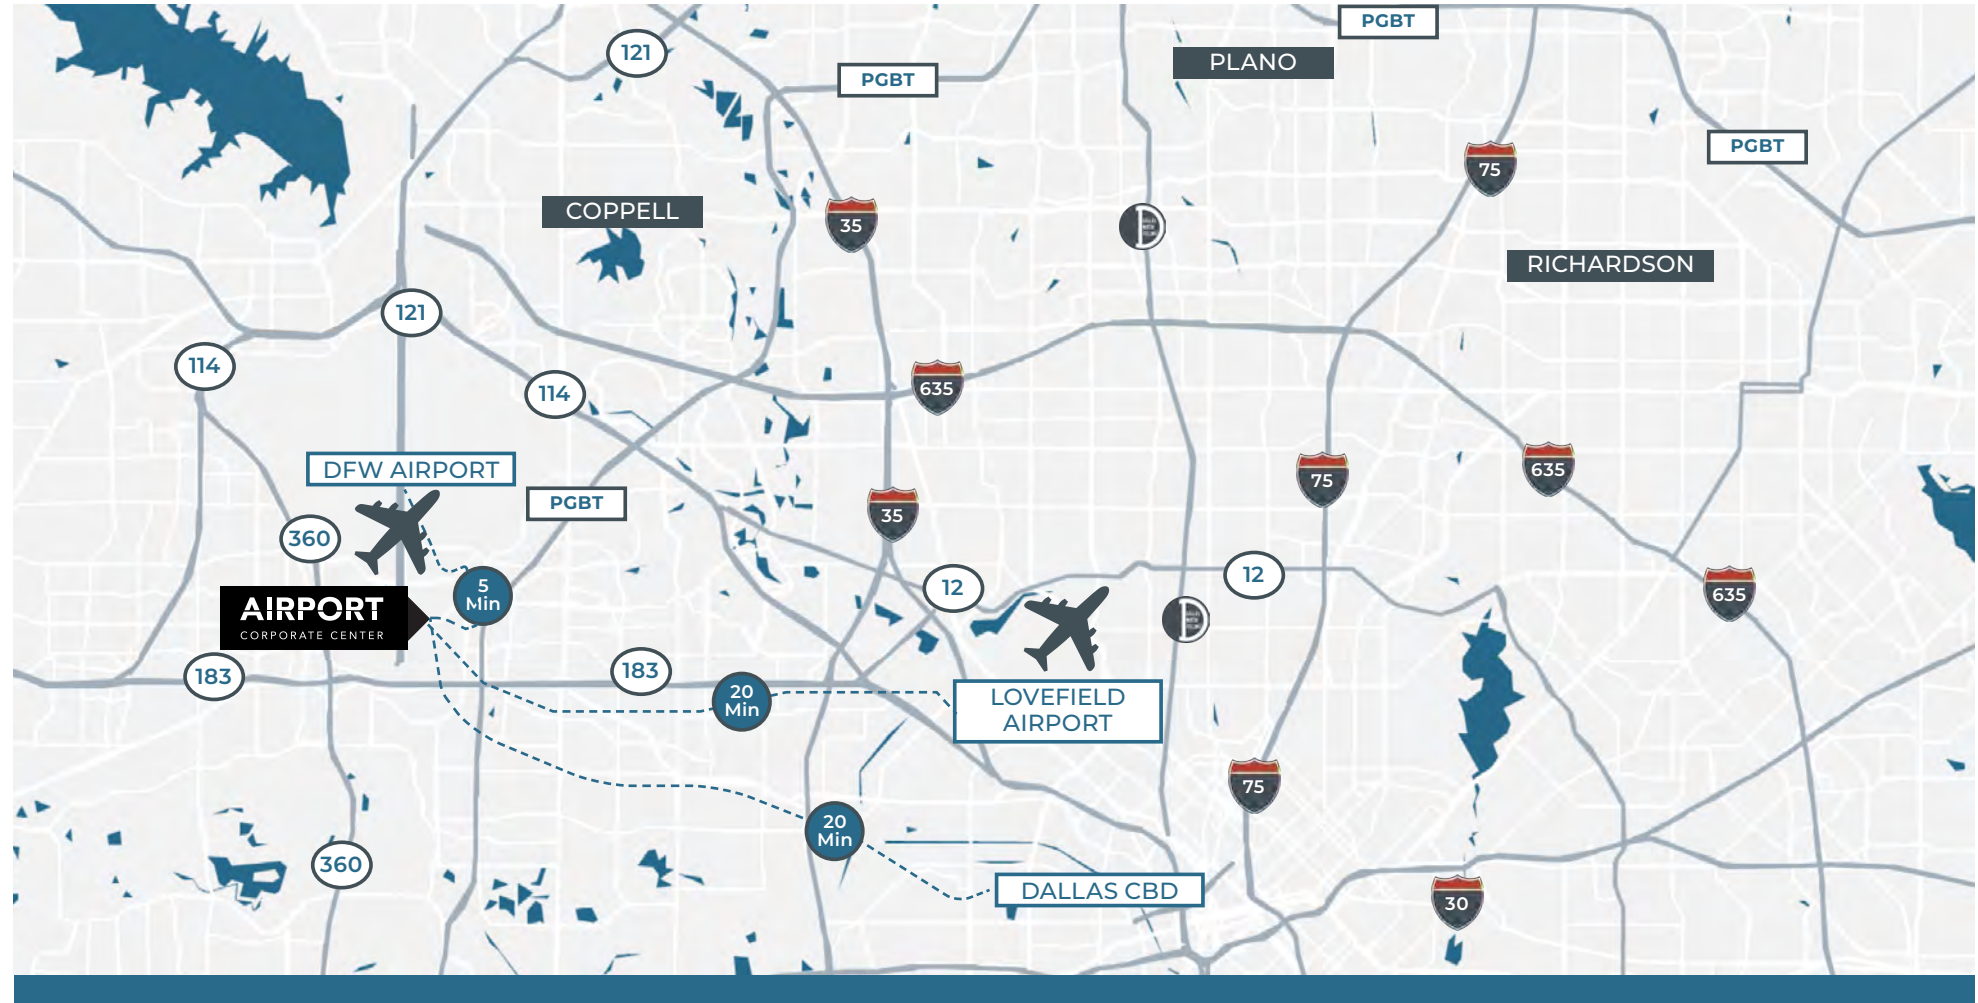 PGBT
121
PLANO
PGBT
PGBT
75
COPPELL
35
RICHARDSON
121
114
114
635
DFW AIRPORT
635
75
PGBT
35
360
12
12
5
Min
635
AIRPORT
CORPORATE CENTER
183
183
20
Min
LOVEFIELD
AIRPORT
75
20
Min
360
DALLAS CBD
30